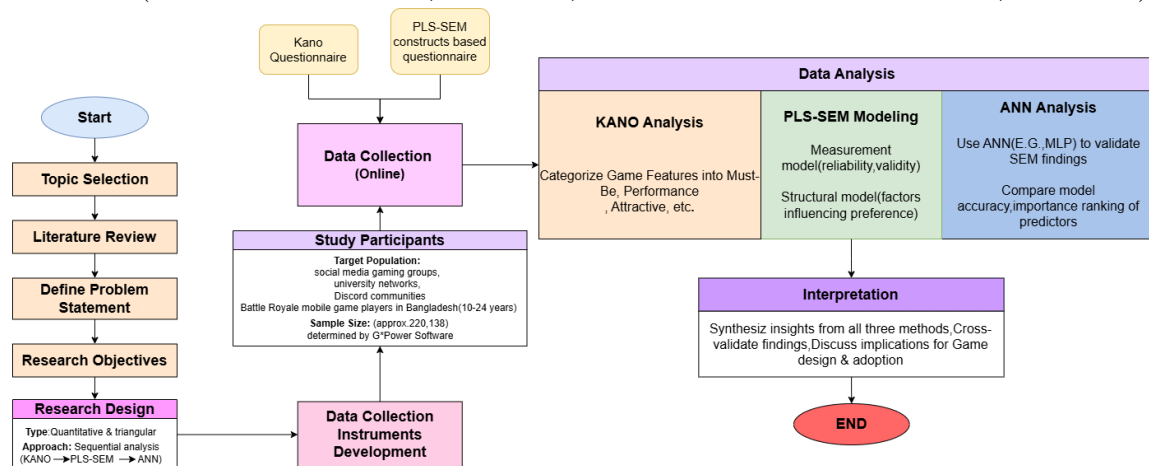 Start
Topic Selection
Literature Review
Define Problem
Statement
Research Objectives
Research Design
Type:Quantitative & triangular
Approach: Sequential analysis
(KANO → PLS-SEM → ANN)
Data Collection
Instruments
Development
Study Participants
Target Population:
social media gaming groups,
university networks,
Discord communities
Battle Royale mobile game players in Bangladesh(10-24 years)
Sample Size: (approx.220,138)
determined by G*Power Software
Kano
Questionnaire
PLS-SEM
constructs based
questionnaire
Data Collection
(Online)
Data Analysis
KANO Analysis
Categorize Game Features into Must-
Be, Performance
, Attractive, etc.
PLS-SEM Modeling
Measurement
model(reliability,validity)
Structural model(factors
influencing preference)
ANN Analysis
Use ANN(E.G.,MLP) to validate
SEM findings
Compare model
accuracy,importance ranking of
predictors
Interpretation
Synthesiz insights from all three methods,Cross-
validate findings,Discuss implications for Game
design & adoption
END